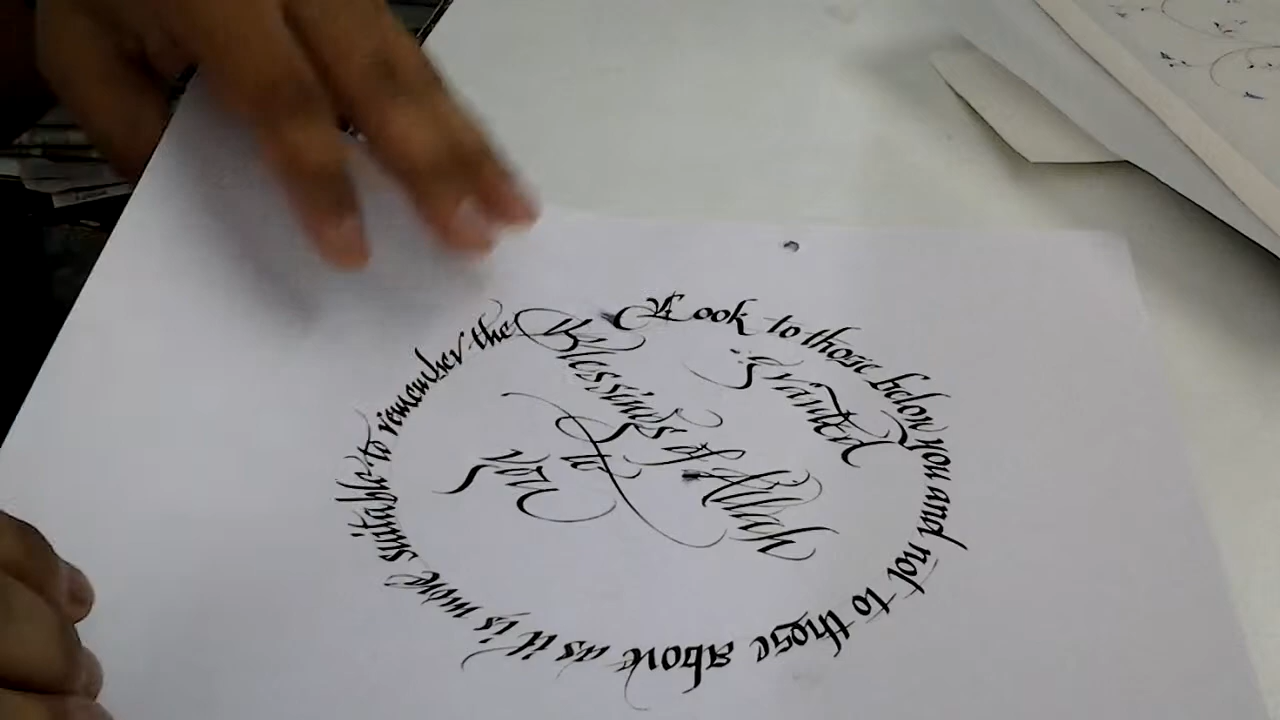 Look to those below you and not to those above as it is more suitable to remember the
Blessings of Allah
granted
to
you